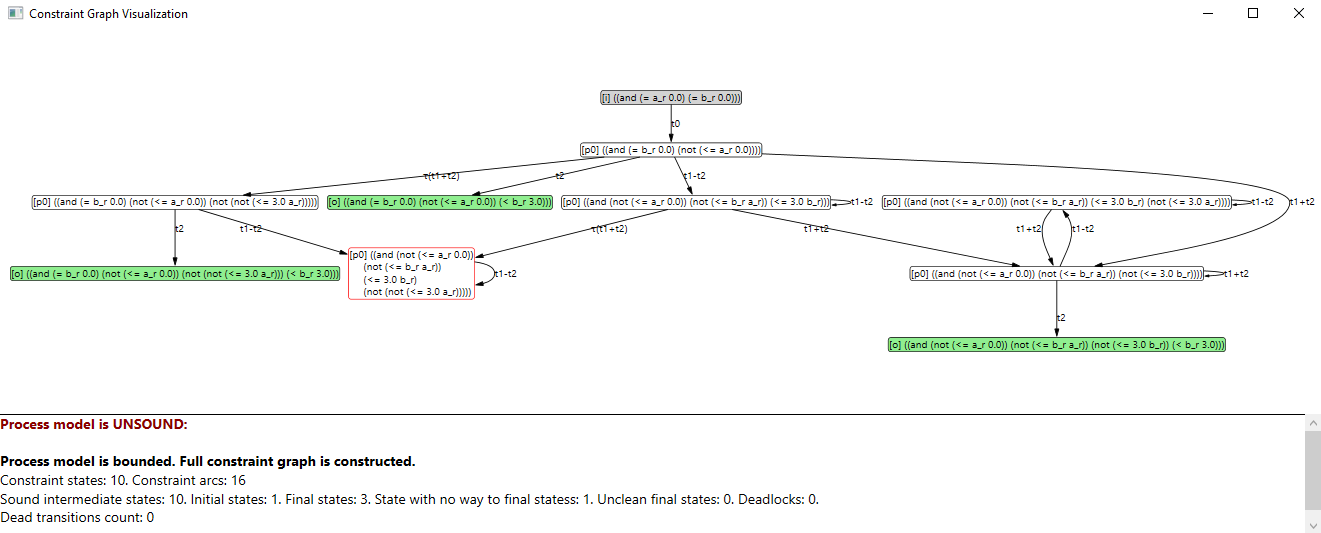 Constraint Graph Visualization
[i] ((and (= a_r 0.0) (= b_r 0.0)))
t0
[p0] ((and (= b_r 0.0) (not (<= a_r 0.0))))
τ(t1+t2)
t2
t1-t2
[p0] ((and (= b_r 0.0) (not (<= a_r 0.0)) (not (not (<= 3.0 a_r)))))
[o] ((and (= b_r 0.0) (not (<= a_r 0.0)) (< b_r 3.0)))
[p0] ((and (not (<= a_r 0.0)) (not (<= b_r a_r)) (<= 3.0 b_r)))
t1-t2
[p0] ((and (not (<= a_r 0.0)) (not (<= b_r a_r)) (<= 3.0 b_r) (not (<= 3.0 a_r))))
t1-t2
t1+t2
t2
t1-t2
τ(t1+t2)
t1+t2
t1+t2
t1-t2
[o] ((and (= b_r 0.0) (not (<= a_r 0.0)) (not (not (<= 3.0 a_r))) (< b_r 3.0)))
[p0] ((and (not (<= a_r 0.0))
(not (<= b_r a_r))
(<= 3.0 b_r)
(not (not (<= 3.0 a_r)))))
t1-t2
[p0] ((and (not (<= a_r 0.0)) (not (<= b_r a_r)) (not (<= 3.0 b_r))))
t1+t2
t2
[o] ((and (not (<= a_r 0.0)) (not (<= b_r a_r)) (not (<= 3.0 b_r)) (< b_r 3.0)))
Process model is UNSOUND:
Process model is bounded. Full constraint graph is constructed.
Constraint states: 10. Constraint arcs: 16
Sound intermediate states: 10. Initial states: 1. Final states: 3. State with no way to final statess: 1. Unclean final states: 0. Deadlocks: 0.
Dead transitions count: 0